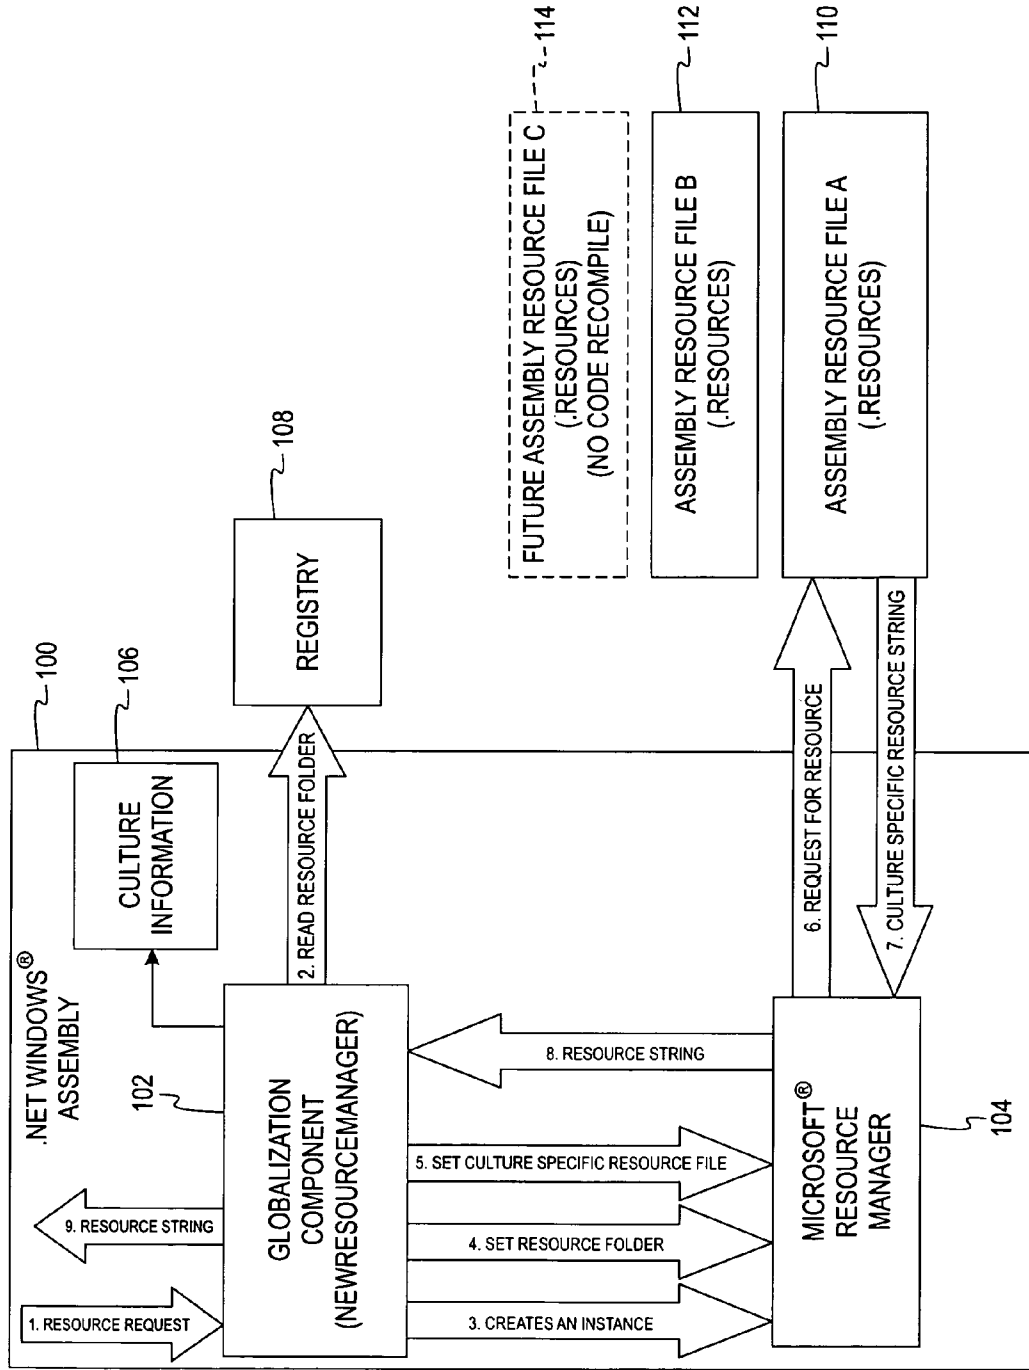 100
.NET WINDOWS®
ASSEMBLY
CULTURE
INFORMATION
106
REGISTRY
108
102
1. RESOURCE REQUEST
9. RESOURCE STRING
GLOBALIZATION
COMPONENT
(NEWRESOURCEMANAGER)
2. READ RESOURCE FOLDER
3. CREATES AN INSTANCE
4. SET RESOURCE FOLDER
5. SET CULTURE SPECIFIC RESOURCE FILE
8. RESOURCE STRING
MICROSOFT®
RESOURCE
MANAGER
104
6. REQUEST FOR RESOURCE
7. CULTURE SPECIFIC RESOURCE STRING
FUTURE ASSEMBLY RESOURCE FILE C
(.RESOURCES)
(NO CODE RECOMPILE)
114
ASSEMBLY RESOURCE FILE B
(.RESOURCES)
112
ASSEMBLY RESOURCE FILE A
(.RESOURCES)
110